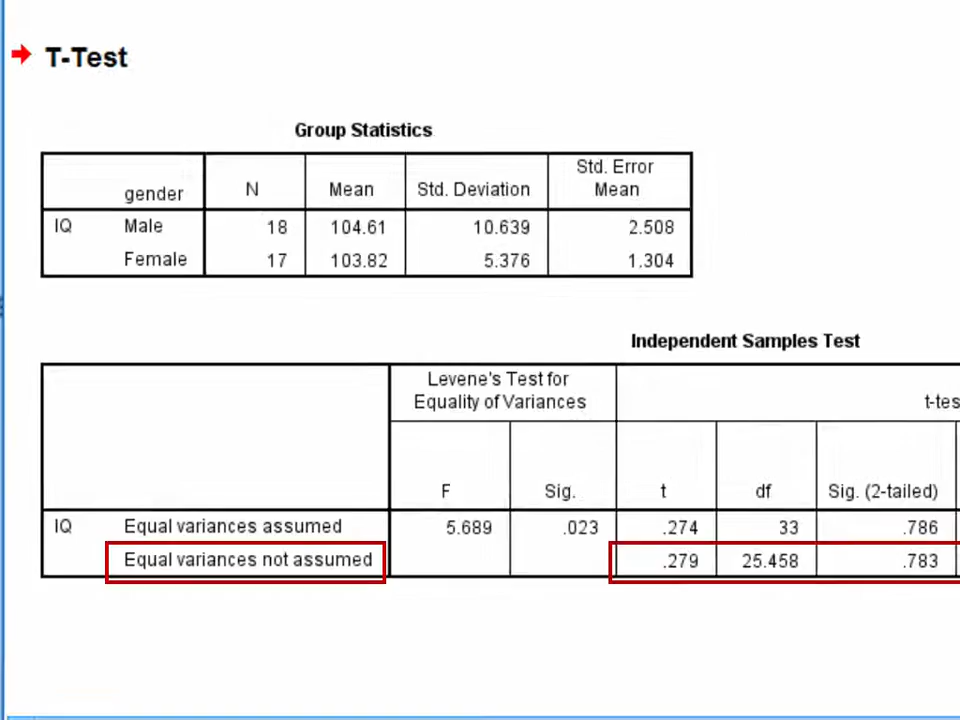 T-Test
Group Statistics
gender N Mean Std. Deviation Std. Error Mean
IQ Male 18 104.61 10.639 2.508
Female 17 103.82 5.376 1.304
Independent Samples Test
Levene's Test for Equality of Variances t-tes
F Sig. t df Sig. (2-tailed)
IQ Equal variances assumed 5.689 .023 .274 33 .786
Equal variances not assumed .279 25.458 .783